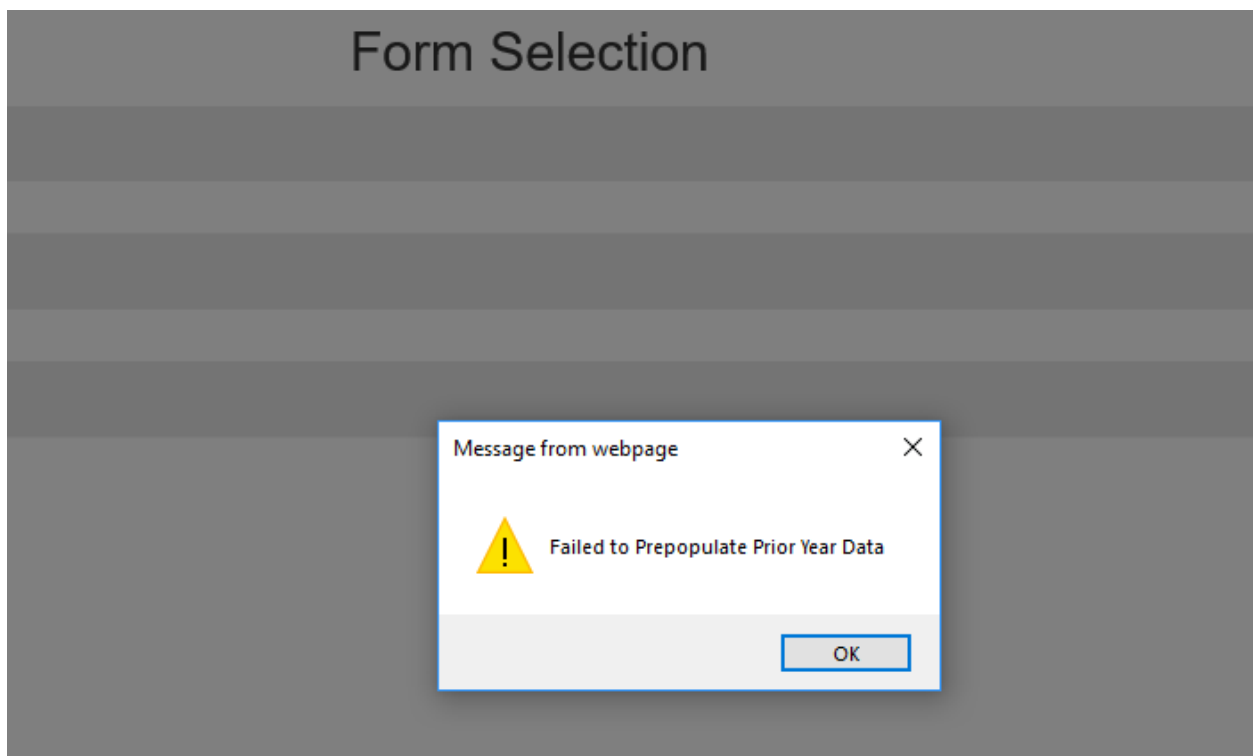 Form Selection
Message from webpage
Failed to Prepopulate Prior Year Data
OK